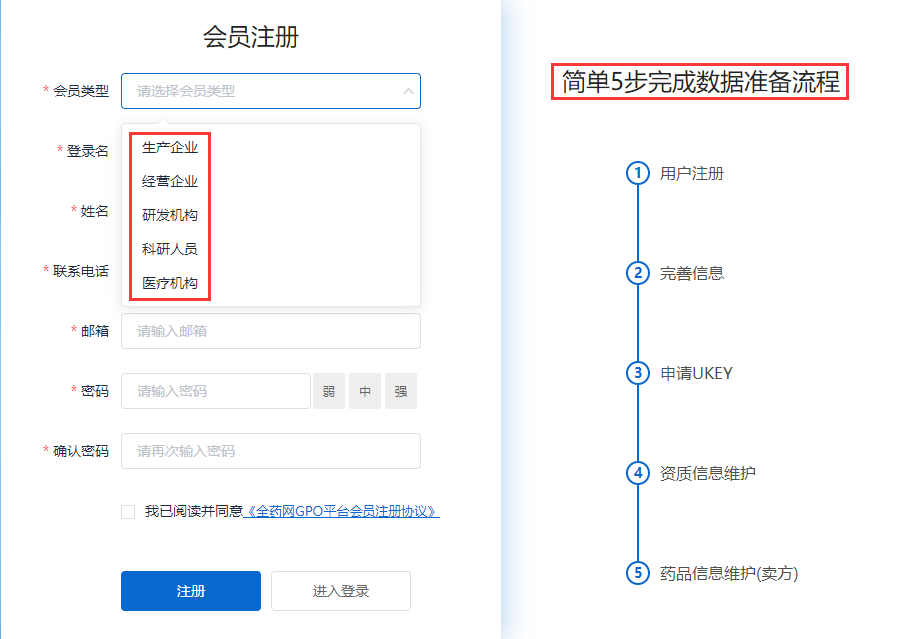 会员注册
* 会员类型 请选择会员类型
* 登录名
生产企业
经营企业
* 姓名
研发机构
科研人员
* 联系电话
医疗机构
* 邮箱 请输入邮箱
* 密码 请输入密码 弱 中 强
* 确认密码 请再次输入密码
我已阅读并同意《全药网GPO平台会员注册协议》
注册 进入登录
简单5步完成数据准备流程
1 用户注册
2 完善信息
3 申请UKEY
4 资质信息维护
5 药品信息维护(卖方)